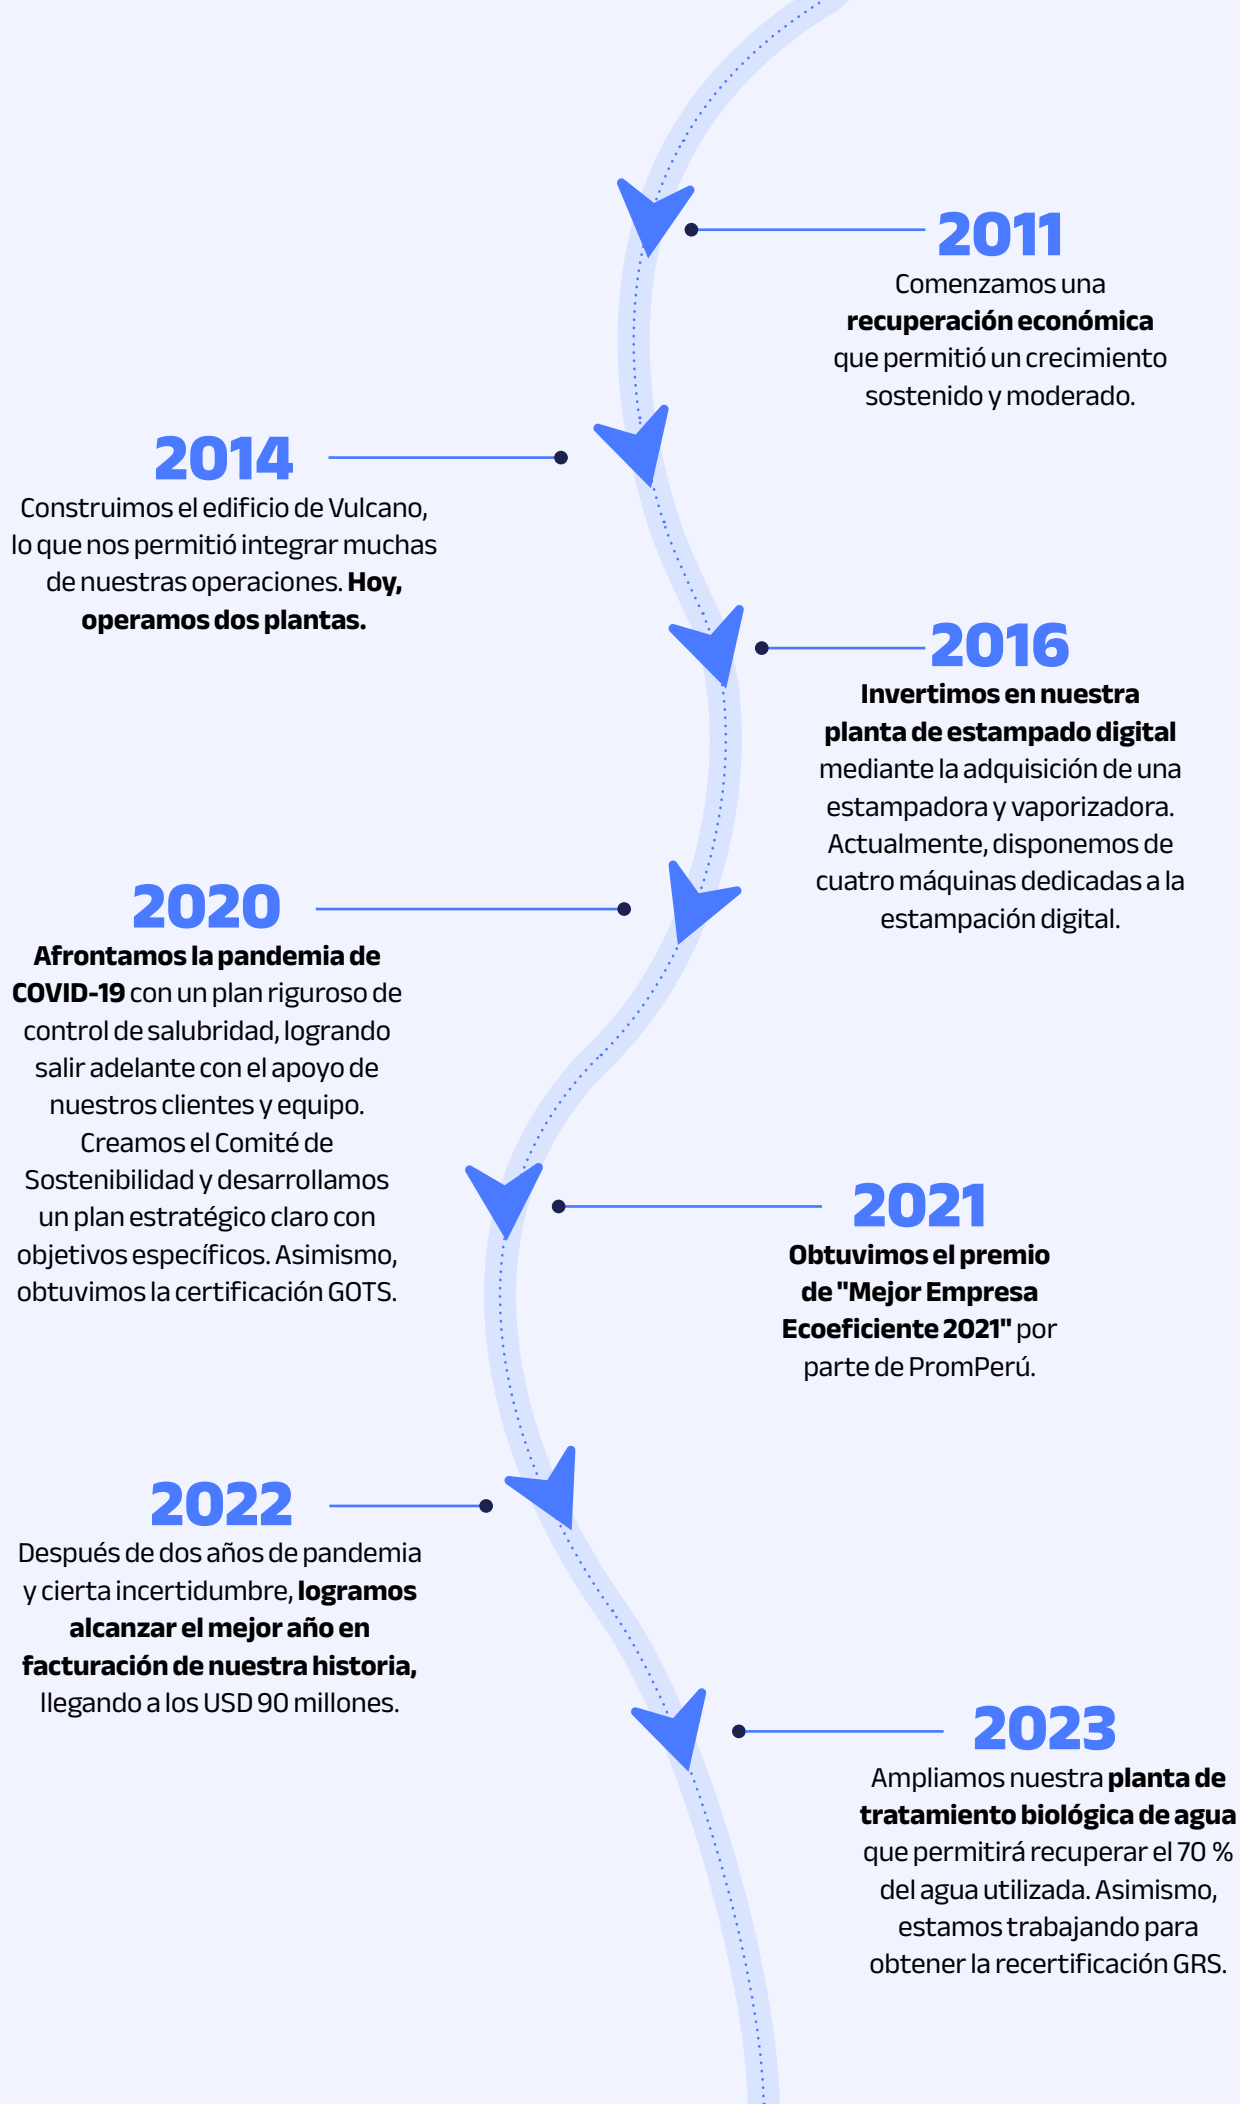 2011
Comenzamos una
recuperación económica
que permitió un crecimiento
sostenido y moderado.
2014
Construimos el edificio de Vulcano,
lo que nos permitió integrar muchas
de nuestras operaciones. Hoy,
operamos dos plantas.
2016
Invertimos en nuestra
planta de estampado digital
mediante la adquisición de una
estampadora y vaporizadora.
Actualmente, disponemos de
cuatro máquinas dedicadas a la
estampación digital.
2020
Afrontamos la pandemia de
COVID-19 con un plan riguroso de
control de salubridad, logrando
salir adelante con el apoyo de
nuestros clientes y equipo.
Creamos el Comité de
Sostenibilidad y desarrollamos
un plan estratégico claro con
objetivos específicos. Asimismo,
obtuvimos la certificación GOTS.
2021
Obtuvimos el premio
de "Mejor Empresa
Ecoeficiente 2021" por
parte de PromPerú.
2022
Después de dos años de pandemia
y cierta incertidumbre, logramos
alcanzar el mejor año en
facturación de nuestra historia,
llegando a los USD 90 millones.
2023
Ampliamos nuestra planta de
tratamiento biológica de agua
que permitirá recuperar el 70 %
del agua utilizada. Asimismo,
estamos trabajando para
obtener la recertificación GRS.